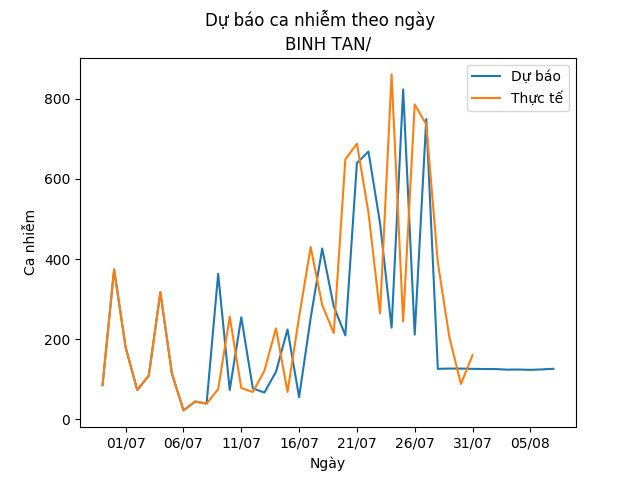 Dự báo ca nhiễm theo ngày
BINH TAN/
Dự báo
Thực tế
Ca nhiễm
800
600
400
200
0
01/07 06/07 11/07 16/07 21/07 26/07 31/07 05/08
Ngày